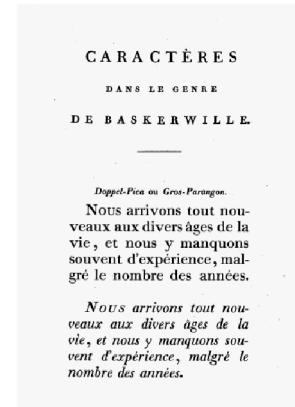 CARACTÈRES
DANS LE GENRE
DE BASKERWILLE.
Doppel-Pica ou Gros-Parangon.
Nous arrivons tout nou-
veaux aux divers âges de la
vie, et nous y manquons
souvent d'expérience, mal-
gré le nombre des années.
Nous arrivons tout nou-
veaux aux divers âges de la
vie, et nous y manquons sou-
vent d'expérience, malgré le
nombre des années.